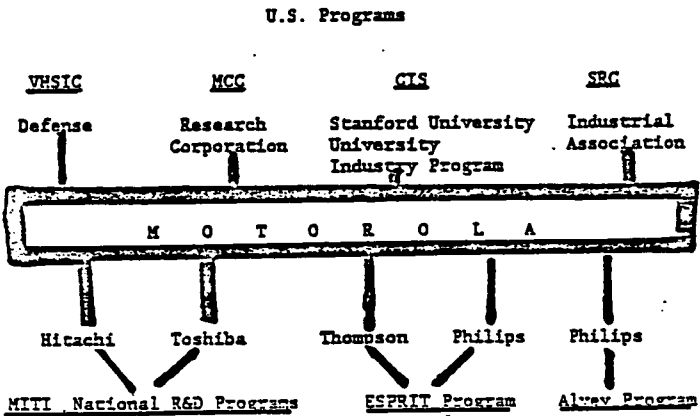 U.S. Programs
VHSIC MCC CIS SRC
Defense Research Stanford University Industrial
Corporation University Association
Industry Program
M O T O R O L A
Hitachi Toshiba Thompson Philips Philips
MITI National R&D Programs ESPRIT Program Alvey Program